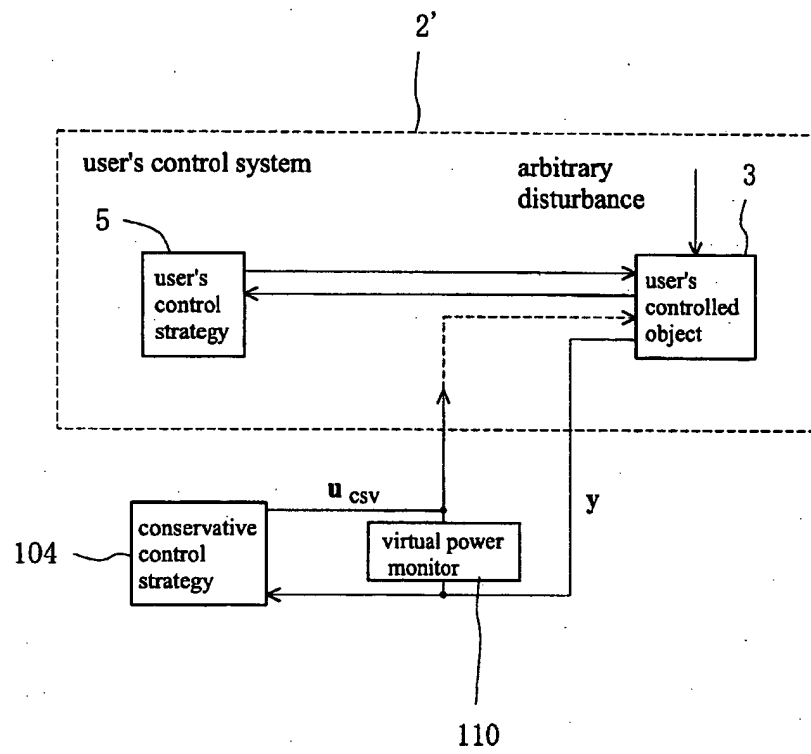 2'
user's control system
arbitrary
disturbance
3
5
user's
control
strategy
user's
controlled
object
u csv
y
conservative
control
strategy
104
virtual power
monitor
110